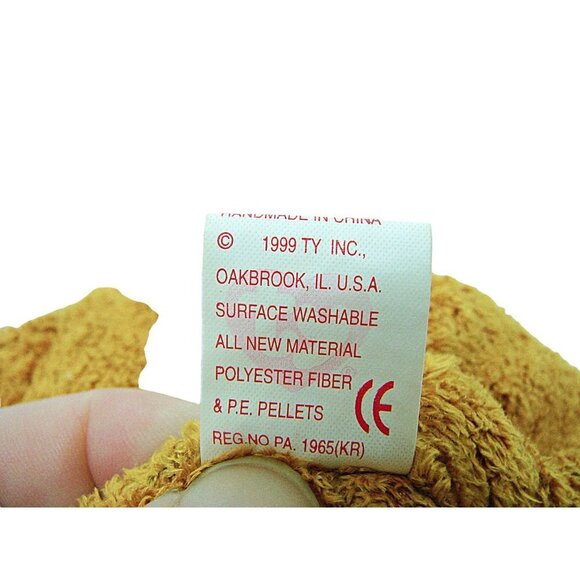 HANDMADE IN CHINA
© 1999 TY INC.,
OAKBROOK, IL. U.S.A.
SURFACE WASHABLE
ALL NEW MATERIAL
POLYESTER FIBER
& P.E. PELLETS CE
REG.NO PA. 1965(KR)